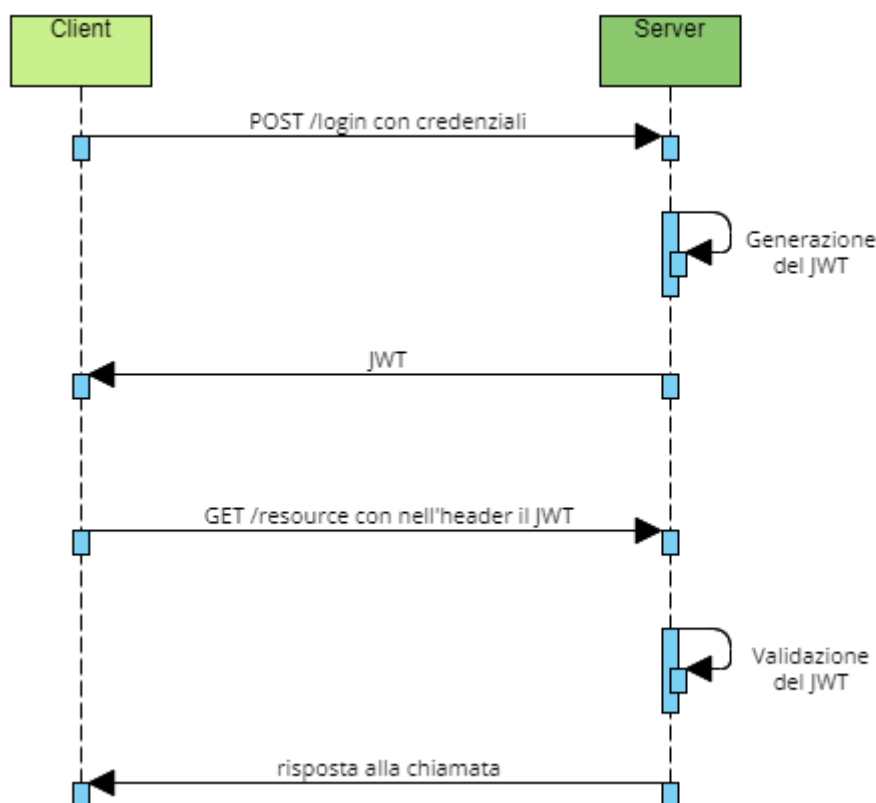 Client
Server
POST /login con credenziali
Generazione
del JWT
JWT
GET /resource con nell'header il JWT
Validazione
del JWT
risposta alla chiamata